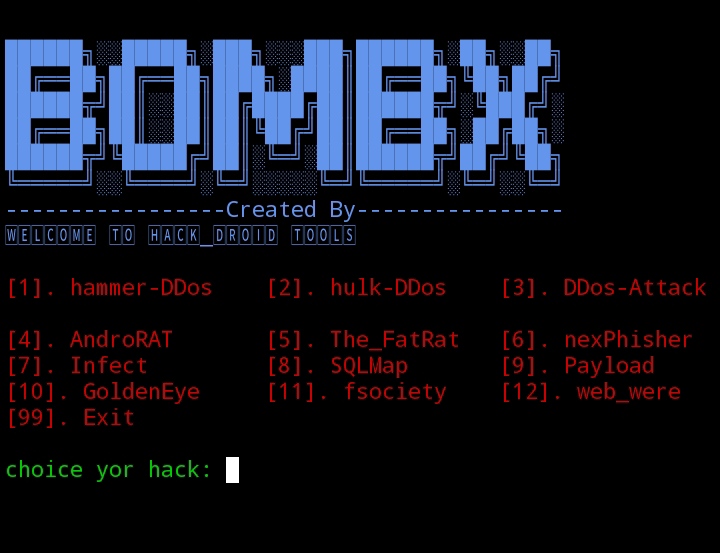 BOMBX
-----------------Created By----------------
WELCOME TO HACK_DROID TOOLS
[1]. hammer-DDos [2]. hulk-DDos [3]. DDos-Attack
[4]. AndroRAT [5]. The_FatRat [6]. nexPhisher
[7]. Infect [8]. SQLMap [9]. Payload
[10]. GoldenEye [11]. fsociety [12]. web_were
[99]. Exit
choice yor hack: